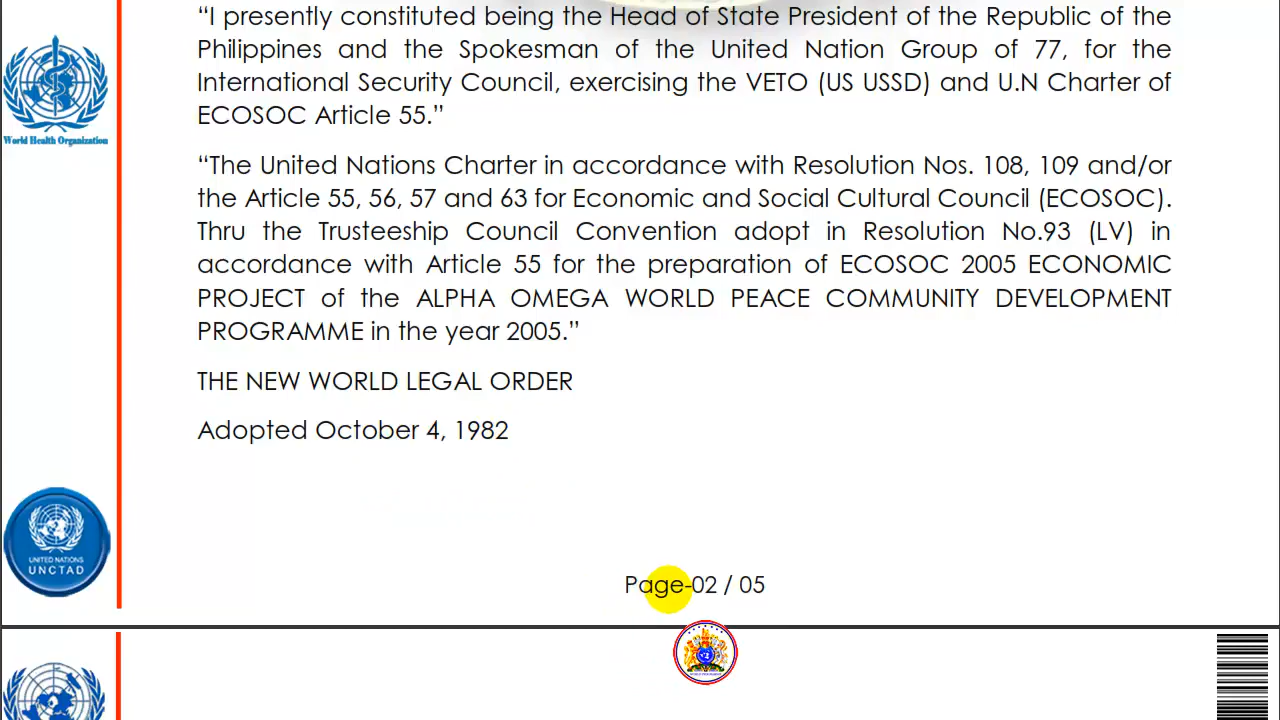 “I presently constituted being the Head of State President of the Republic of the
Philippines and the Spokesman of the United Nation Group of 77, for the
International Security Council, exercising the VETO (US USSD) and U.N Charter of
ECOSOC Article 55.”
World Health Organization
“The United Nations Charter in accordance with Resolution Nos. 108, 109 and/or
the Article 55, 56, 57 and 63 for Economic and Social Cultural Council (ECOSOC).
Thru the Trusteeship Council Convention adopt in Resolution No.93 (LV) in
accordance with Article 55 for the preparation of ECOSOC 2005 ECONOMIC
PROJECT of the ALPHA OMEGA WORLD PEACE COMMUNITY DEVELOPMENT
PROGRAMME in the year 2005.”
THE NEW WORLD LEGAL ORDER
Adopted October 4, 1982
UNITED NATIONS
UNCTAD
Page-02 / 05